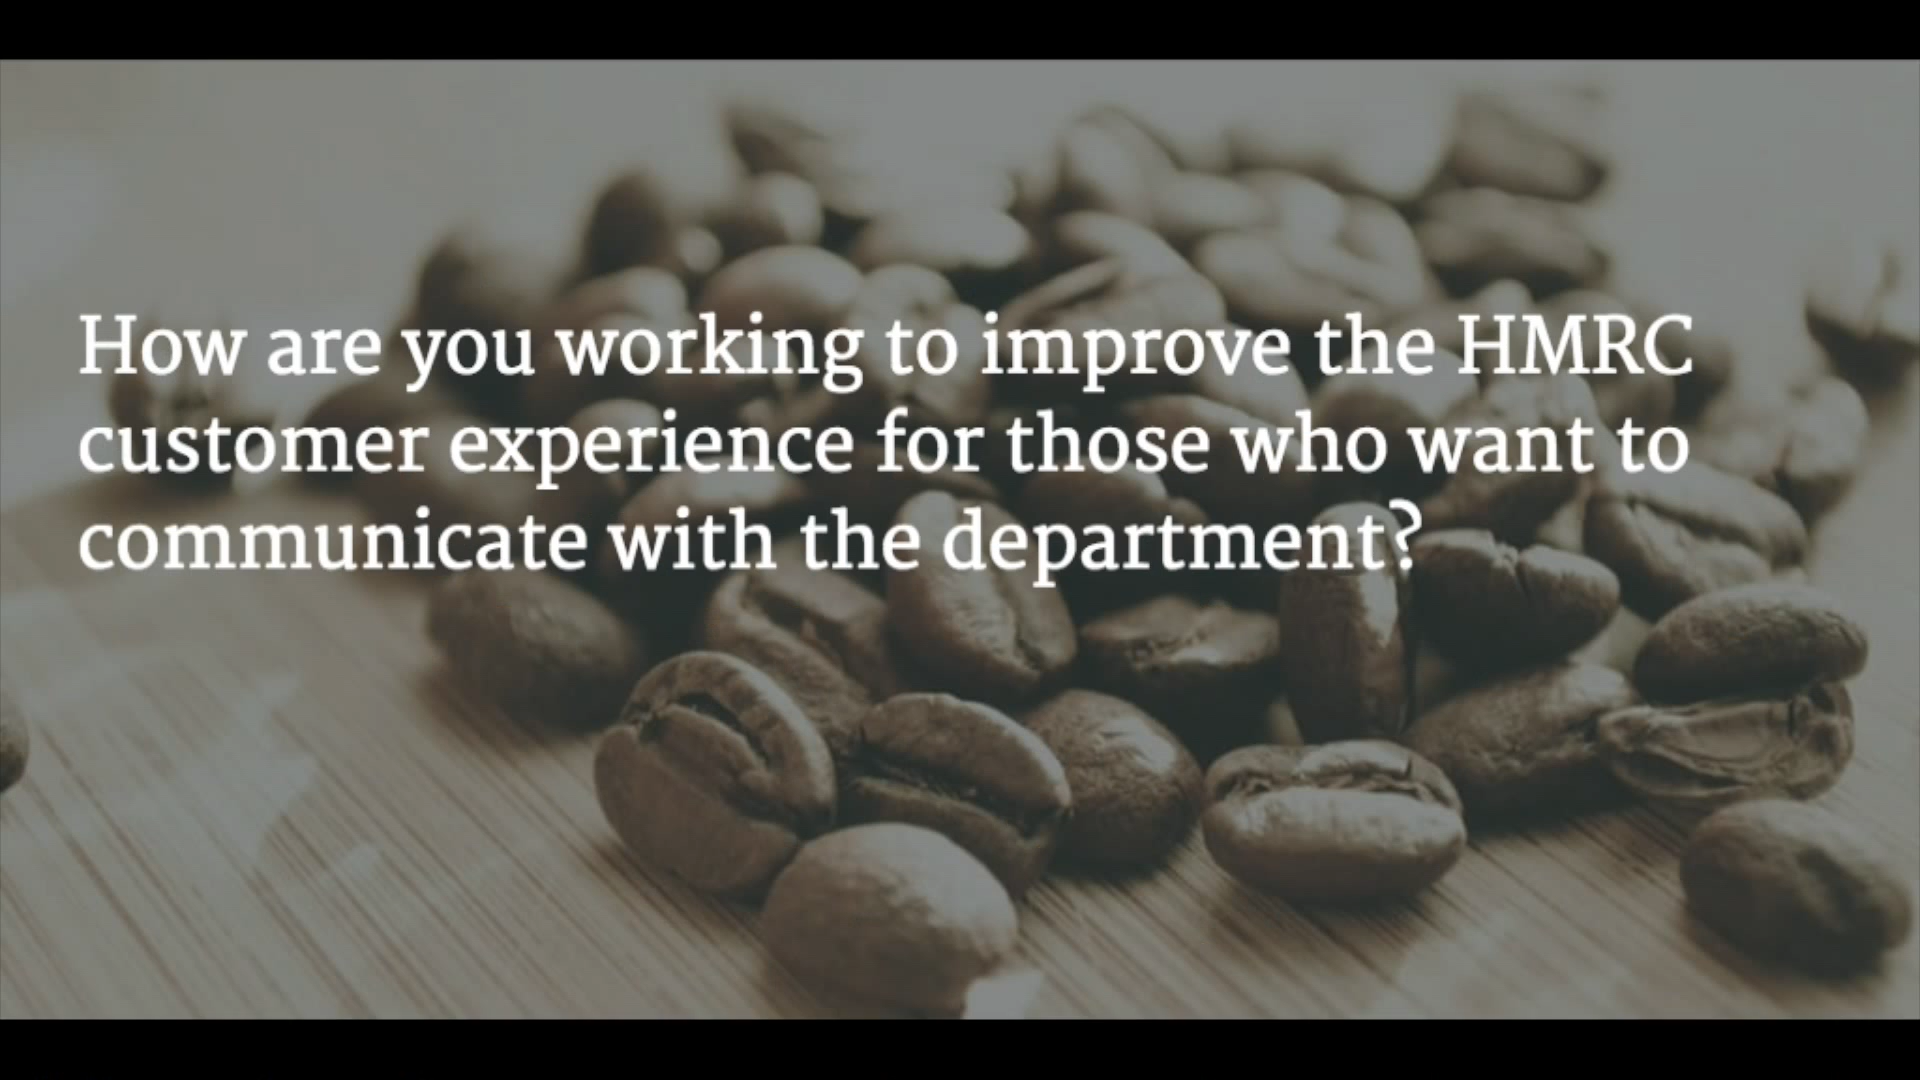 How are you working to improve the HMRC
customer experience for those who want to
communicate with the department?